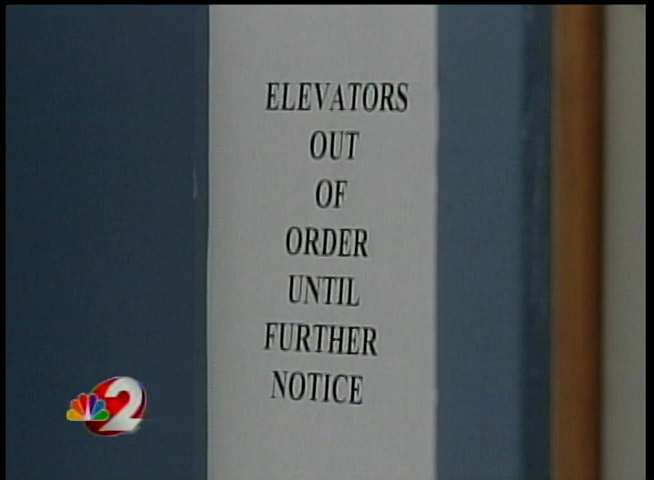 ELEVATORS
OUT
OF
ORDER
UNTIL
FURTHER
NOTICE
2